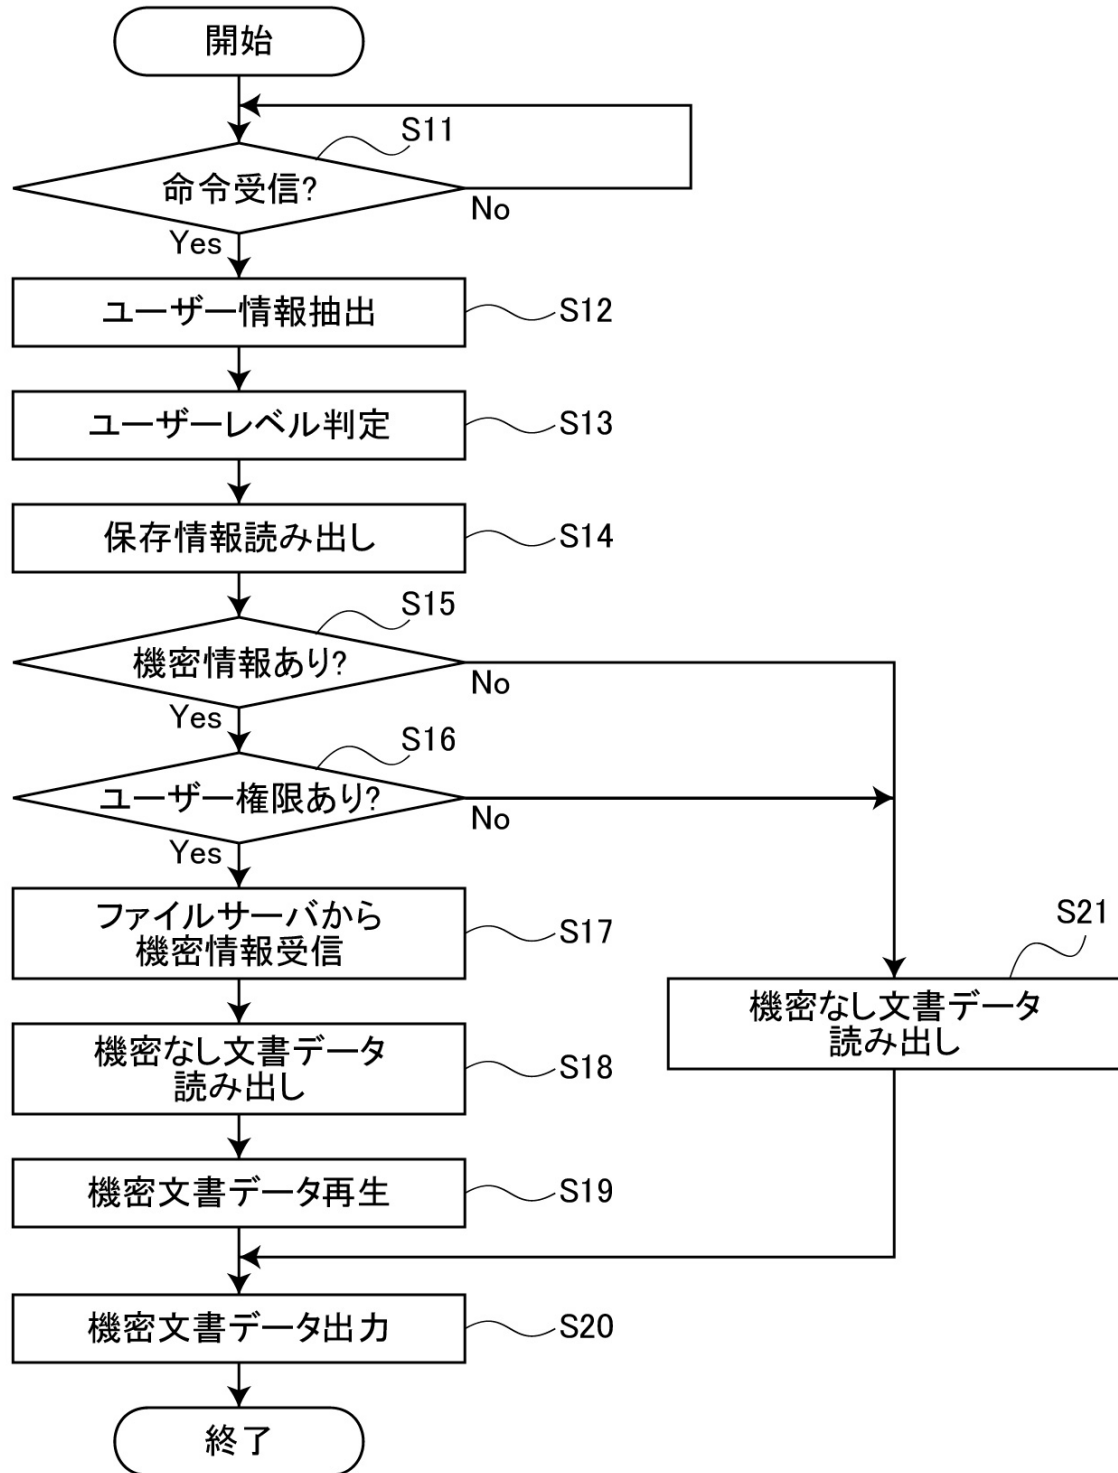 開始
S11
命令受信?
No
Yes
ユーザー情報抽出
S12
ユーザーレベル判定
S13
保存情報読み出し
S14
S15
機密情報あり?
No
Yes
S16
ユーザー権限あり?
No
Yes
ファイルサーバから
機密情報受信
S17
S21
機密なし文書データ
読み出し
機密なし文書データ
読み出し
S18
機密文書データ再生
S19
機密文書データ出力
S20
終了